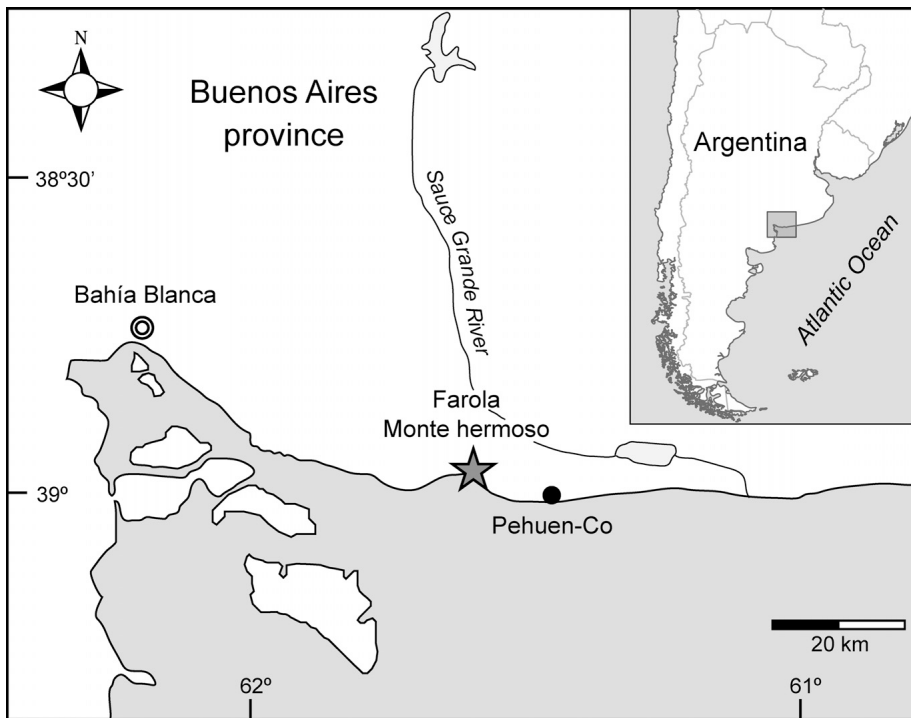 N
Buenos Aires
province
38º30'
Bahía Blanca
Sauce Grande River
Farola
Monte hermoso
39º
Pehuen-Co
20 km
62º
61º
Argentina
Atlantic Ocean